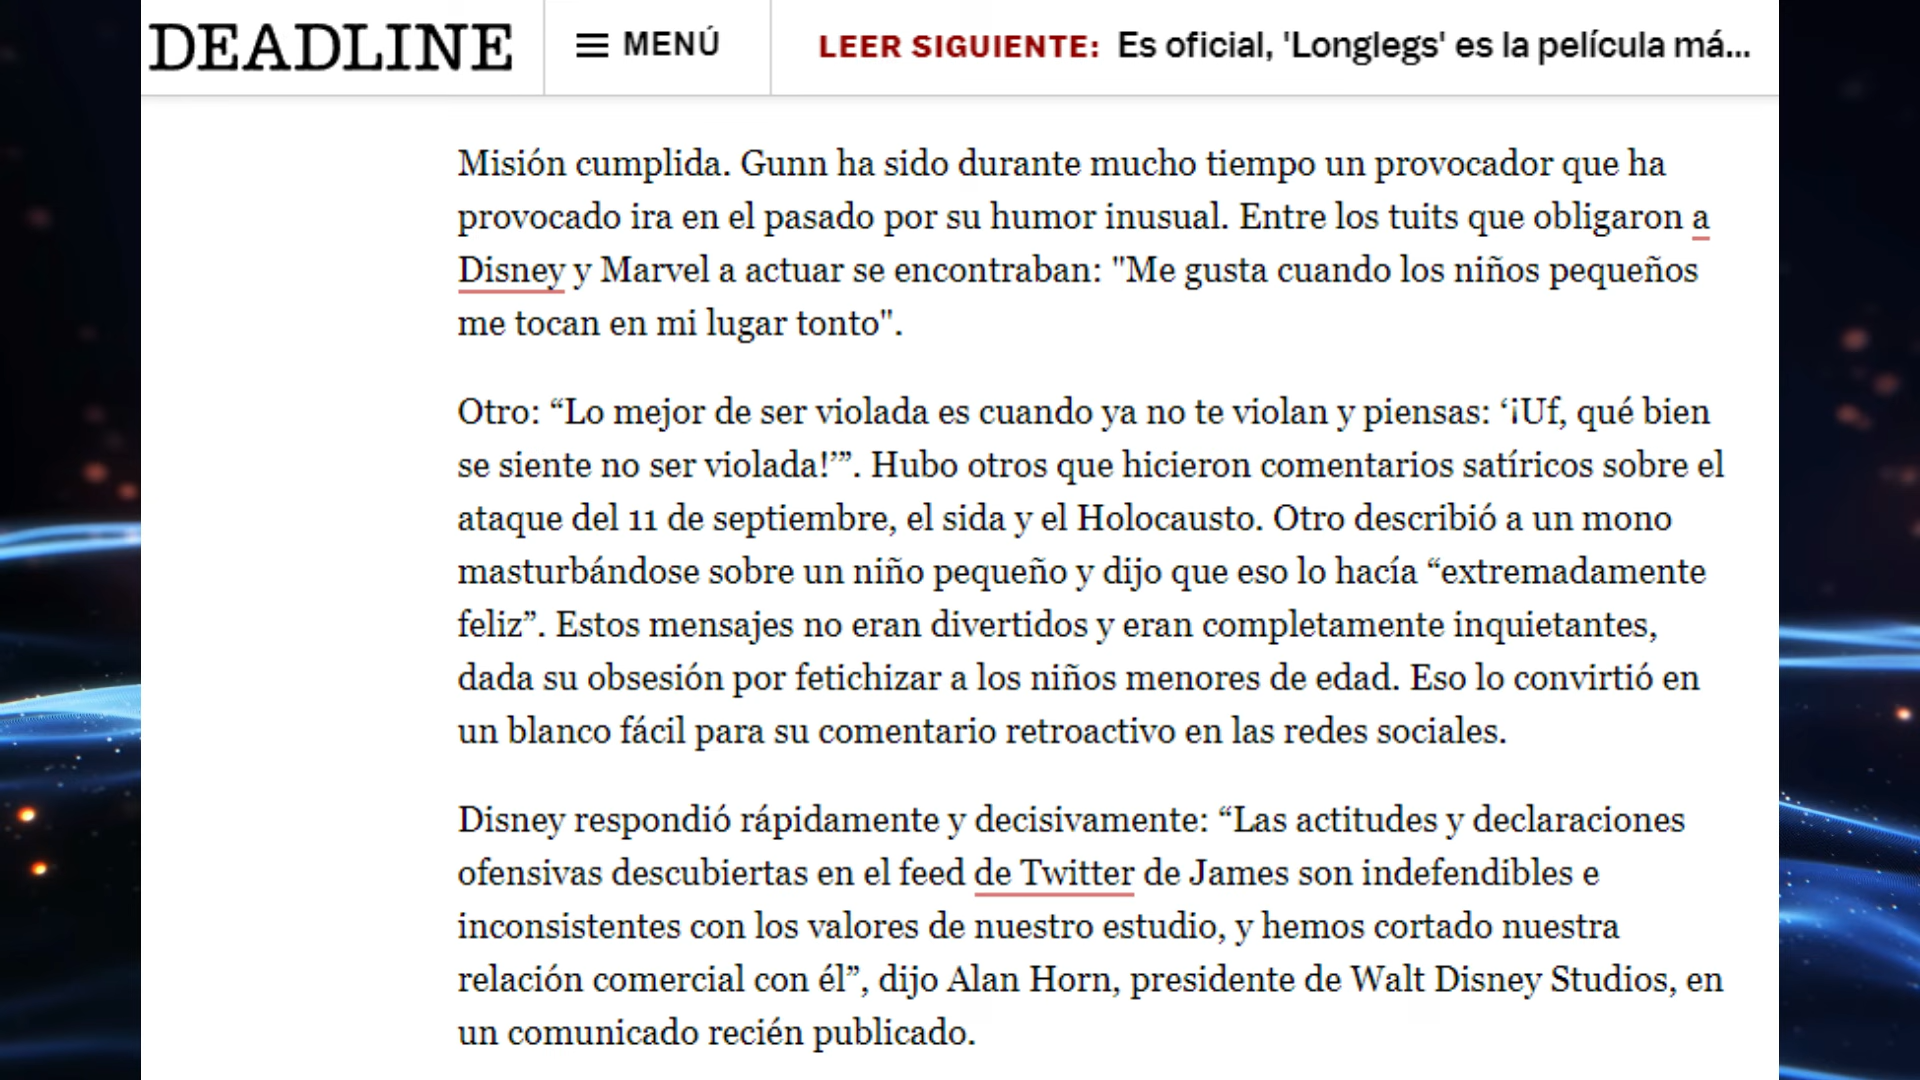 DEADLINE
MENÚ
LEER SIGUIENTE: Es oficial, 'Longlegs' es la película má...
Misión cumplida. Gunn ha sido durante mucho tiempo un provocador que ha
provocado ira en el pasado por su humor inusual. Entre los tuits que obligaron a
Disney y Marvel a actuar se encontraban: "Me gusta cuando los niños pequeños
me tocan en mi lugar tonto".
Otro: “Lo mejor de ser violada es cuando ya no te violan y piensas: ‘¡Uf, qué bien
se siente no ser violada!’”. Hubo otros que hicieron comentarios satíricos sobre el
ataque del 11 de septiembre, el sida y el Holocausto. Otro describió a un mono
masturbándose sobre un niño pequeño y dijo que eso lo hacía “extremadamente
feliz”. Estos mensajes no eran divertidos y eran completamente inquietantes,
dada su obsesión por fetichizar a los niños menores de edad. Eso lo convirtió en
un blanco fácil para su comentario retroactivo en las redes sociales.
Disney respondió rápidamente y decisivamente: “Las actitudes y declaraciones
ofensivas descubiertas en el feed de Twitter de James son indefendibles e
inconsistentes con los valores de nuestro estudio, y hemos cortado nuestra
relación comercial con él”, dijo Alan Horn, presidente de Walt Disney Studios, en
un comunicado recién publicado.